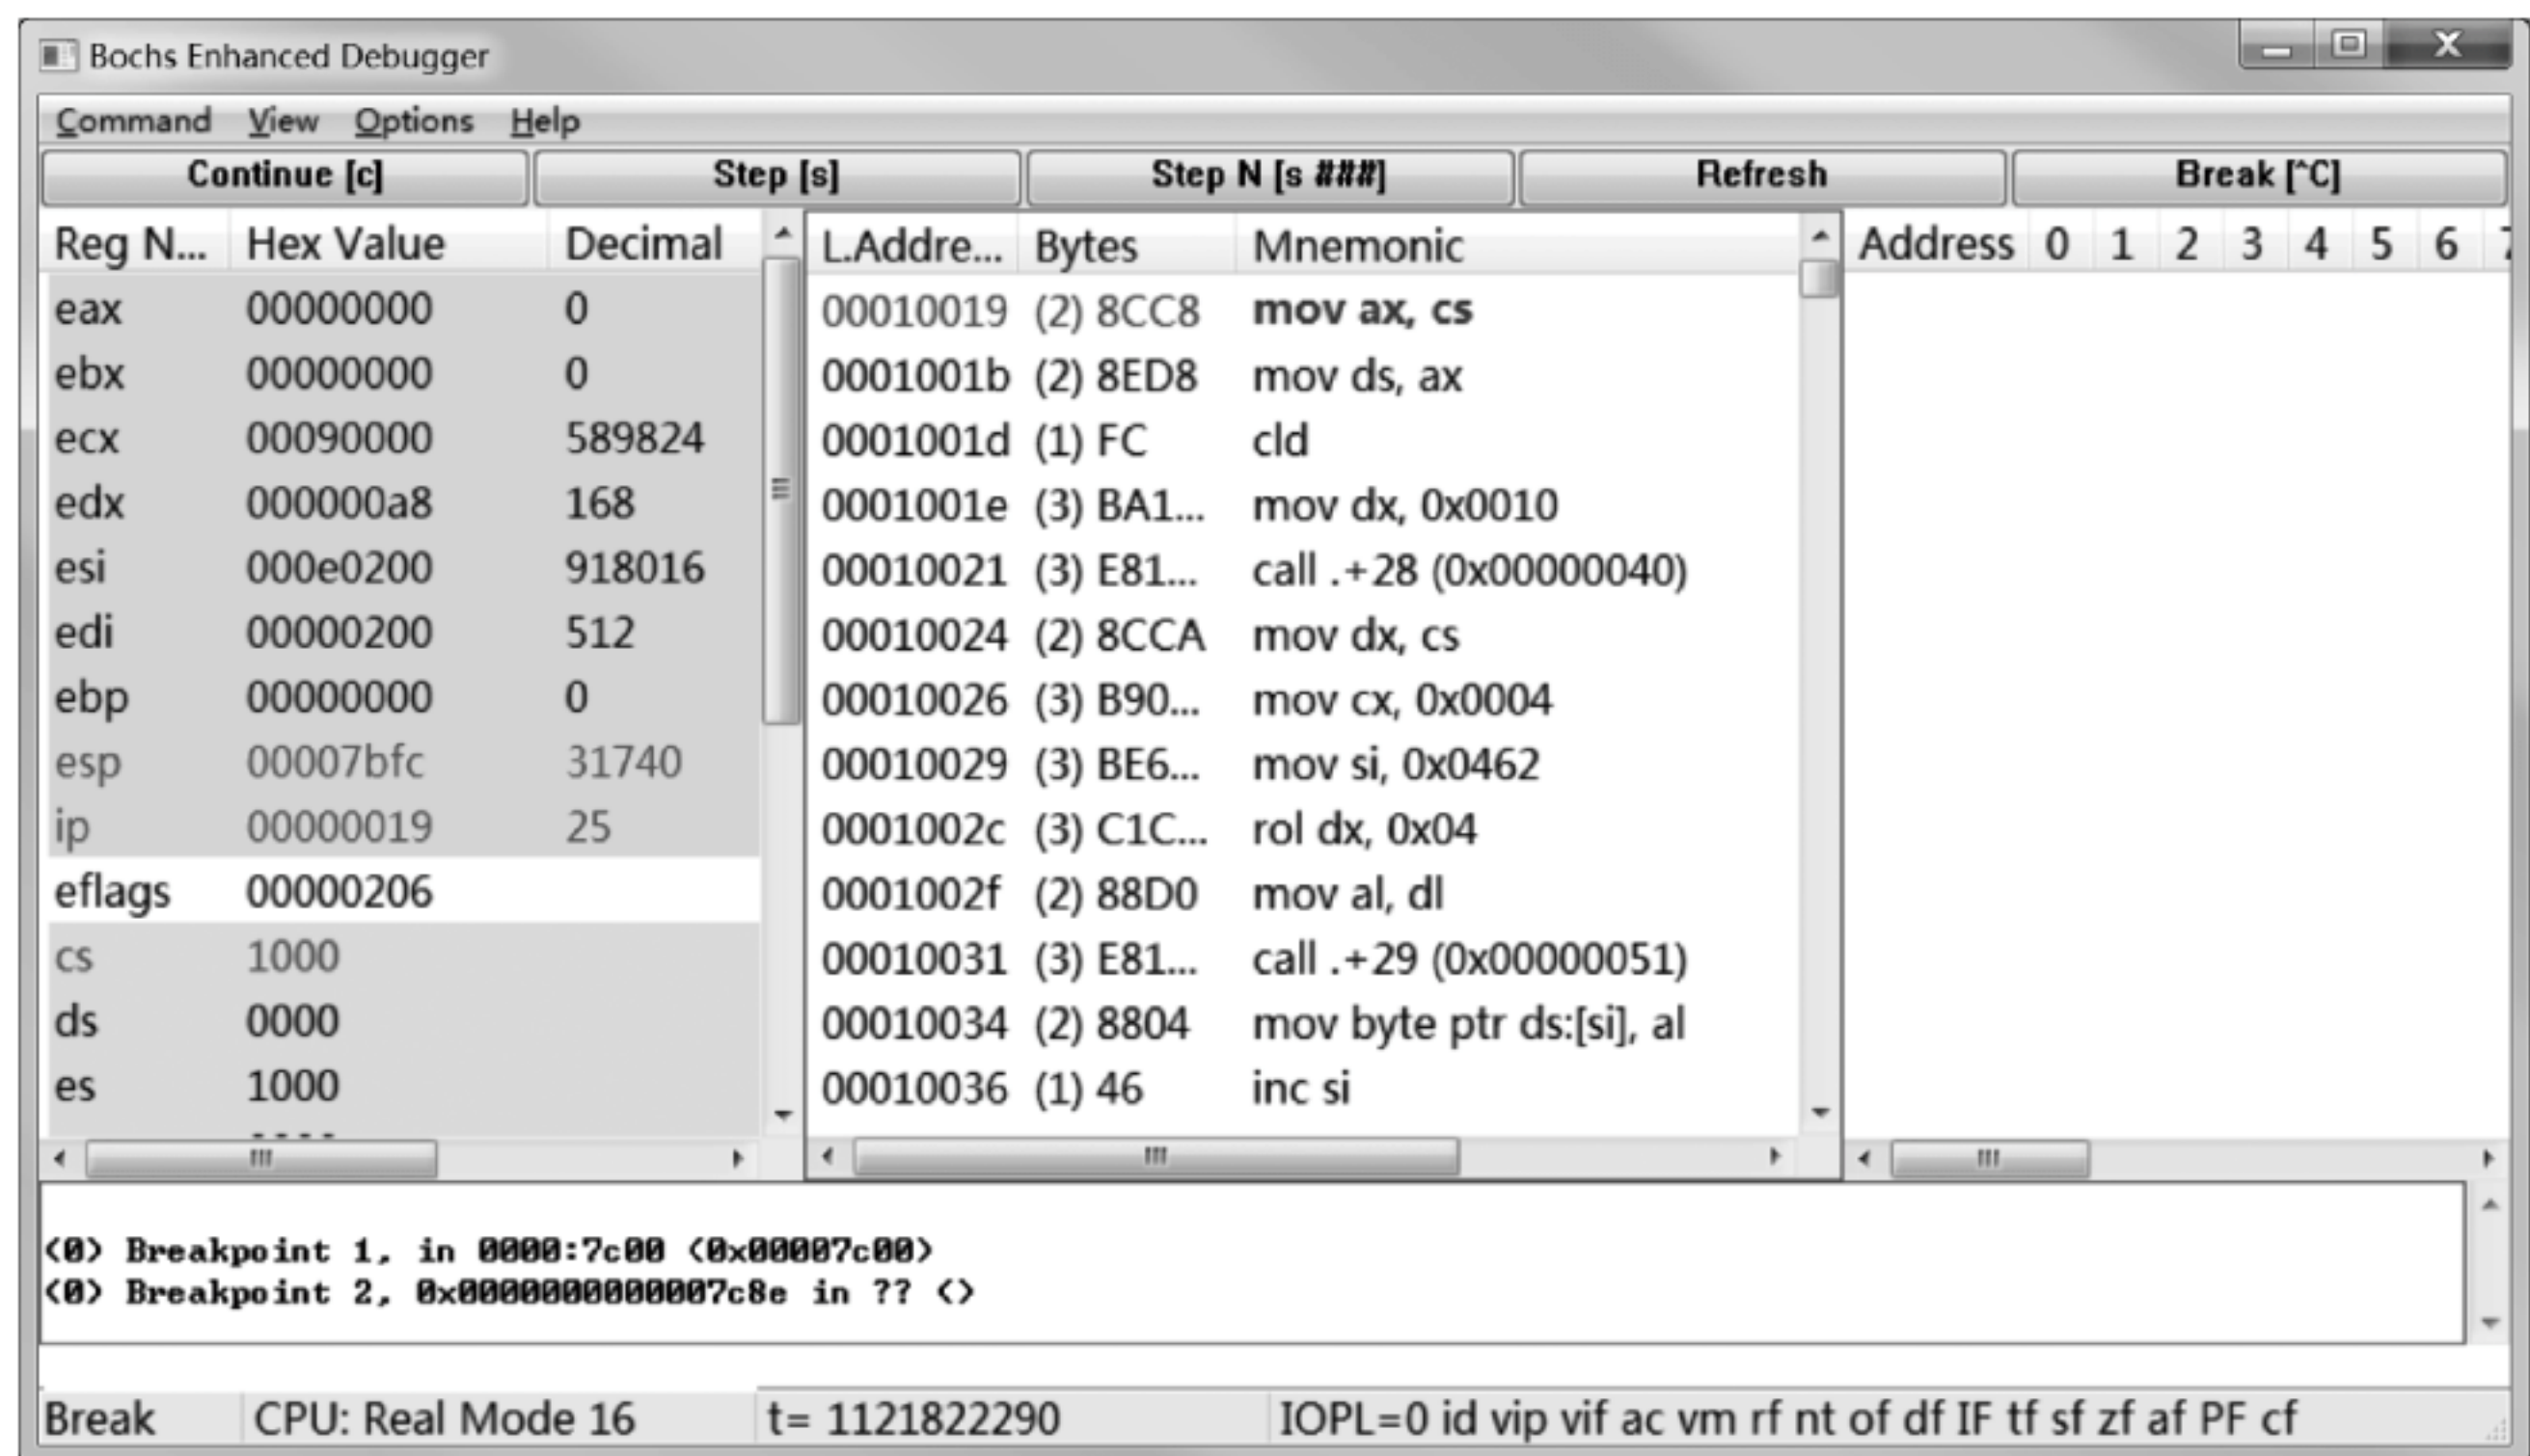 Bochs Enhanced Debugger
Command View Options Help
Continue [c] Step [s] Step N [s ###] Refresh Break [^C]
Reg N... Hex Value Decimal L.Addre... Bytes Mnemonic Address 0 1 2 3 4 5 6
eax 00000000 0 00010019 (2) 8CC8 mov ax, cs
ebx 00000000 0 0001001b (2) 8ED8 mov ds, ax
ecx 00090000 589824 0001001d (1) FC cld
edx 000000a8 168 0001001e (3) BA1... mov dx, 0x0010
esi 000e0200 918016 00010021 (3) E81... call .+28 (0x00000040)
edi 00000200 512 00010024 (2) 8CCA mov dx, cs
ebp 00000000 0 00010026 (3) B90... mov cx, 0x0004
esp 00007bfc 31740 00010029 (3) BE6... mov si, 0x0462
ip 00000019 25 0001002c (3) C1C... rol dx, 0x04
eflags 00000206 0001002f (2) 88D0 mov al, dl
cs 1000 00010031 (3) E81... call .+29 (0x00000051)
ds 0000 00010034 (2) 8804 mov byte ptr ds:[si], al
es 1000 00010036 (1) 46 inc si
(0) Breakpoint 1, in 0000:7c00 (0x00007c00)
(0) Breakpoint 2, 0x0000000000007c8e in ?? ()
Break CPU: Real Mode 16 t= 1121822290 IOPL=0 id vip vif ac vm rf nt of df IF tf sf zf af PF cf